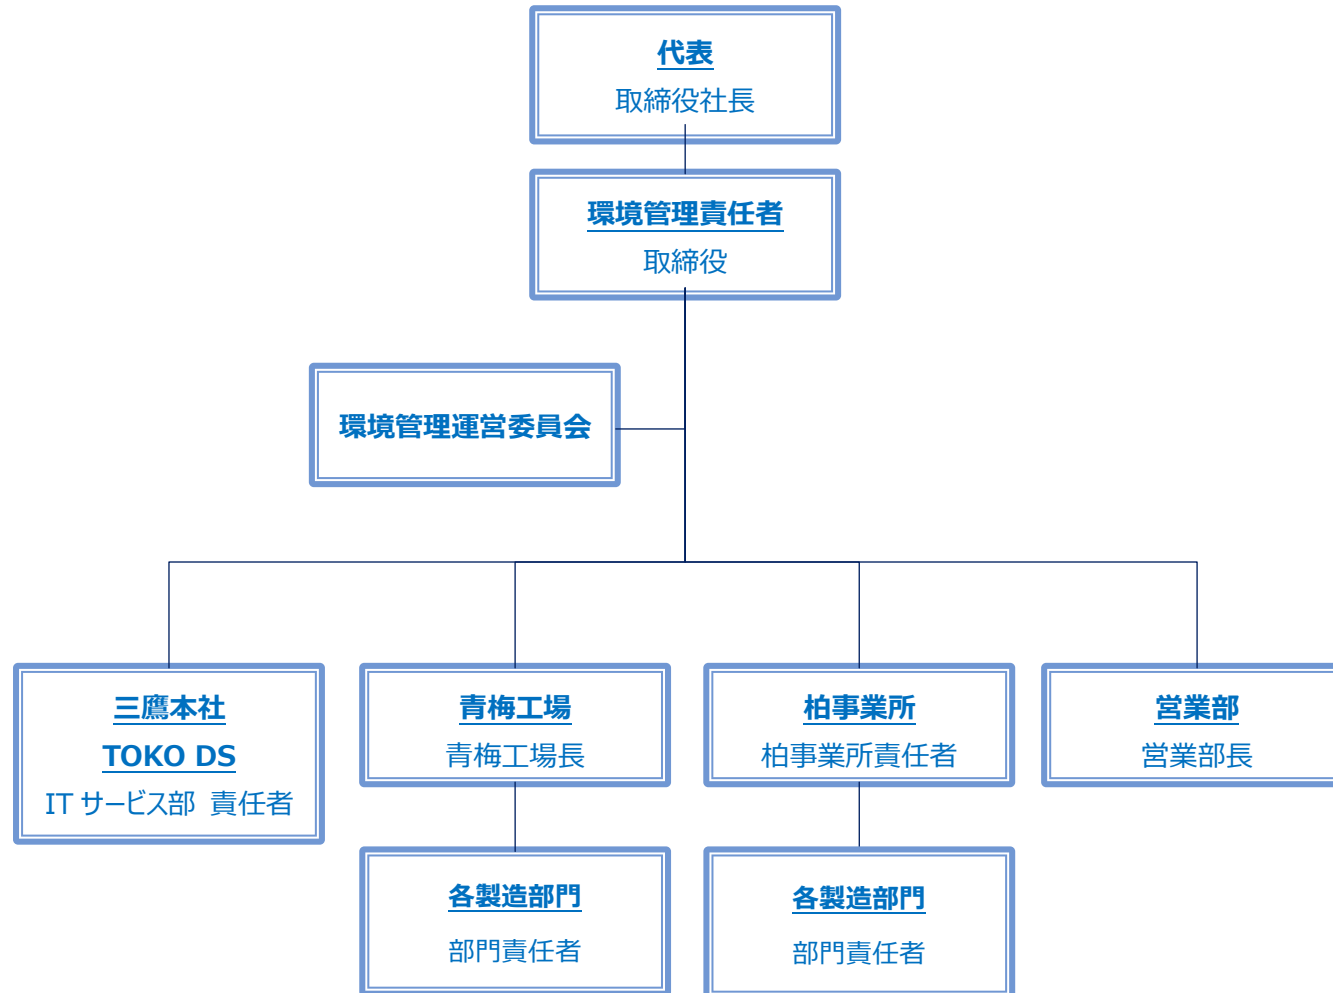 代表
取締役社長
環境管理責任者
取締役
環境管理運営委員会
三鷹本社
TOKO DS
IT サービス部 責任者
青梅工場
青梅工場長
柏事業所
柏事業所責任者
営業部
営業部長
各製造部門
部門責任者
各製造部門
部門責任者